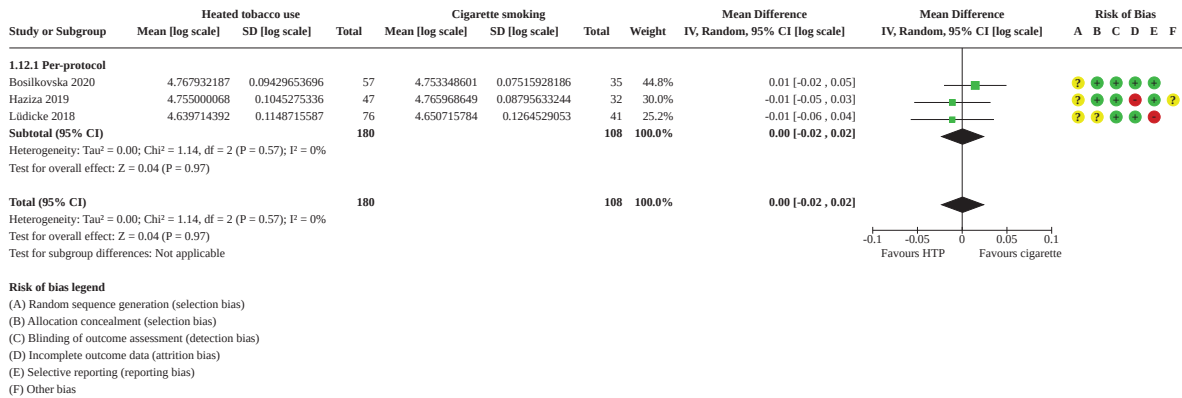 Heated tobacco use Cigarette smoking Mean Difference Mean Difference Risk of Bias
Study or Subgroup Mean [log scale] SD [log scale] Total Mean [log scale] SD [log scale] Total Weight IV, Random, 95% CI [log scale] IV, Random, 95% CI [log scale] A B C D E F
1.12.1 Per-protocol
Bosilkovska 2020 4.767932187 0.09429653696 57 4.753348601 0.07515928186 35 44.8% 0.01 [-0.02 , 0.05] ? + + + +
Haziza 2019 4.755000068 0.1045275336 47 4.765968649 0.08795633244 32 30.0% -0.01 [-0.05 , 0.03] ? + + - + ?
Lüdicke 2018 4.639714392 0.1148715587 76 4.650715784 0.1264529053 41 25.2% -0.01 [-0.06 , 0.04] ? ? + + -
Subtotal (95% CI) 180 108 100.0% 0.00 [-0.02 , 0.02]
Heterogeneity: Tau² = 0.00; Chi² = 1.14, df = 2 (P = 0.57); I² = 0%
Test for overall effect: Z = 0.04 (P = 0.97)
Total (95% CI) 180 108 100.0% 0.00 [-0.02 , 0.02]
Heterogeneity: Tau² = 0.00; Chi² = 1.14, df = 2 (P = 0.57); I² = 0%
Test for overall effect: Z = 0.04 (P = 0.97) -0.1 -0.05 0 0.05 0.1
Test for subgroup differences: Not applicable Favours HTP Favours cigarette
Risk of bias legend
(A) Random sequence generation (selection bias)
(B) Allocation concealment (selection bias)
(C) Blinding of outcome assessment (detection bias)
(D) Incomplete outcome data (attrition bias)
(E) Selective reporting (reporting bias)
(F) Other bias